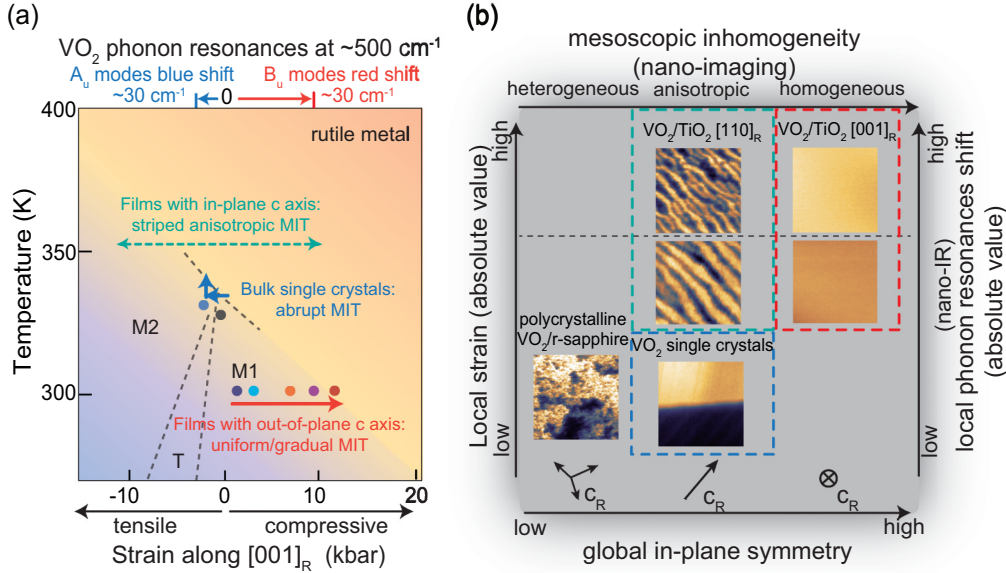 (a)
VO2 phonon resonances at ~500 cm-1
Au modes blue shift
~30 cm-1
0
Bu modes red shift
~30 cm-1
400
350
300
Temperature (K)
rutile metal
Films with in-plane c axis:
striped anisotropic MIT
Bulk single crystals:
abrupt MIT
M2
M1
T
Films with out-of-plane c axis:
uniform/gradual MIT
-10
0
10
20
tensile
compressive
Strain along [001]R (kbar)
(b)
mesoscopic inhomogeneity
(nano-imaging)
heterogeneous
anisotropic
homogeneous
high
low
Local strain (absolute value)
VO2/TiO2 [110]R
VO2/TiO2 [001]R
polycrystalline
VO2/r-sapphire
VO2 single crystals
cR
cR
cR
high
low
(nano-IR)
local phonon resonances shift
(absolute value)
low
high
global in-plane symmetry